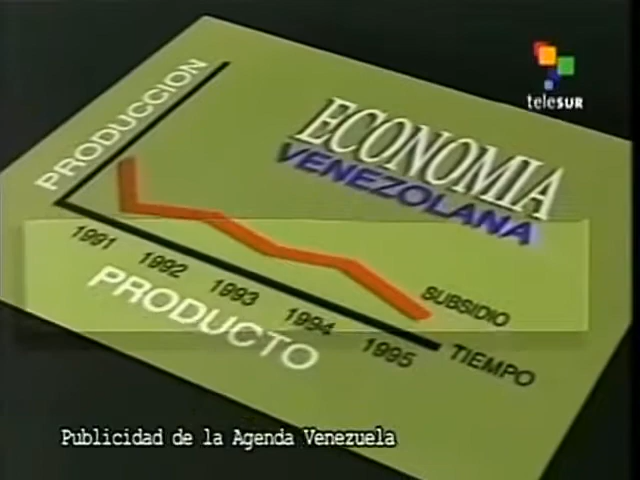 teleSUR
PRODUCCION
ECONOMIA
VENEZOLANA
1991
1992
1993
1994
1995
SUBSIDIO
TIEMPO
PRODUCTO
Publicidad de la Agenda Venezuela